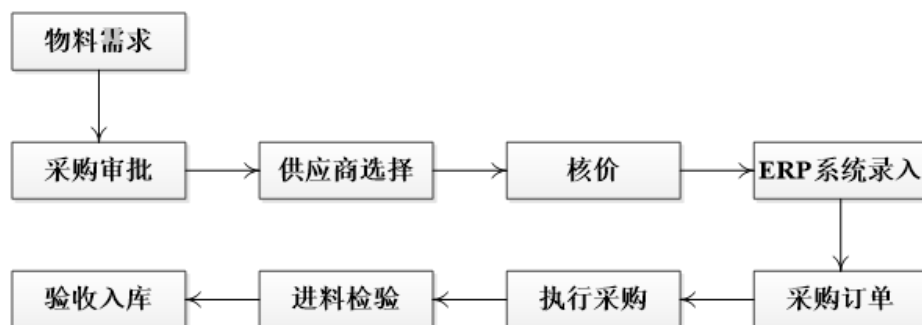 物料需求
采购审批
供应商选择
核价
ERP系统录入
采购订单
执行采购
进料检验
验收入库